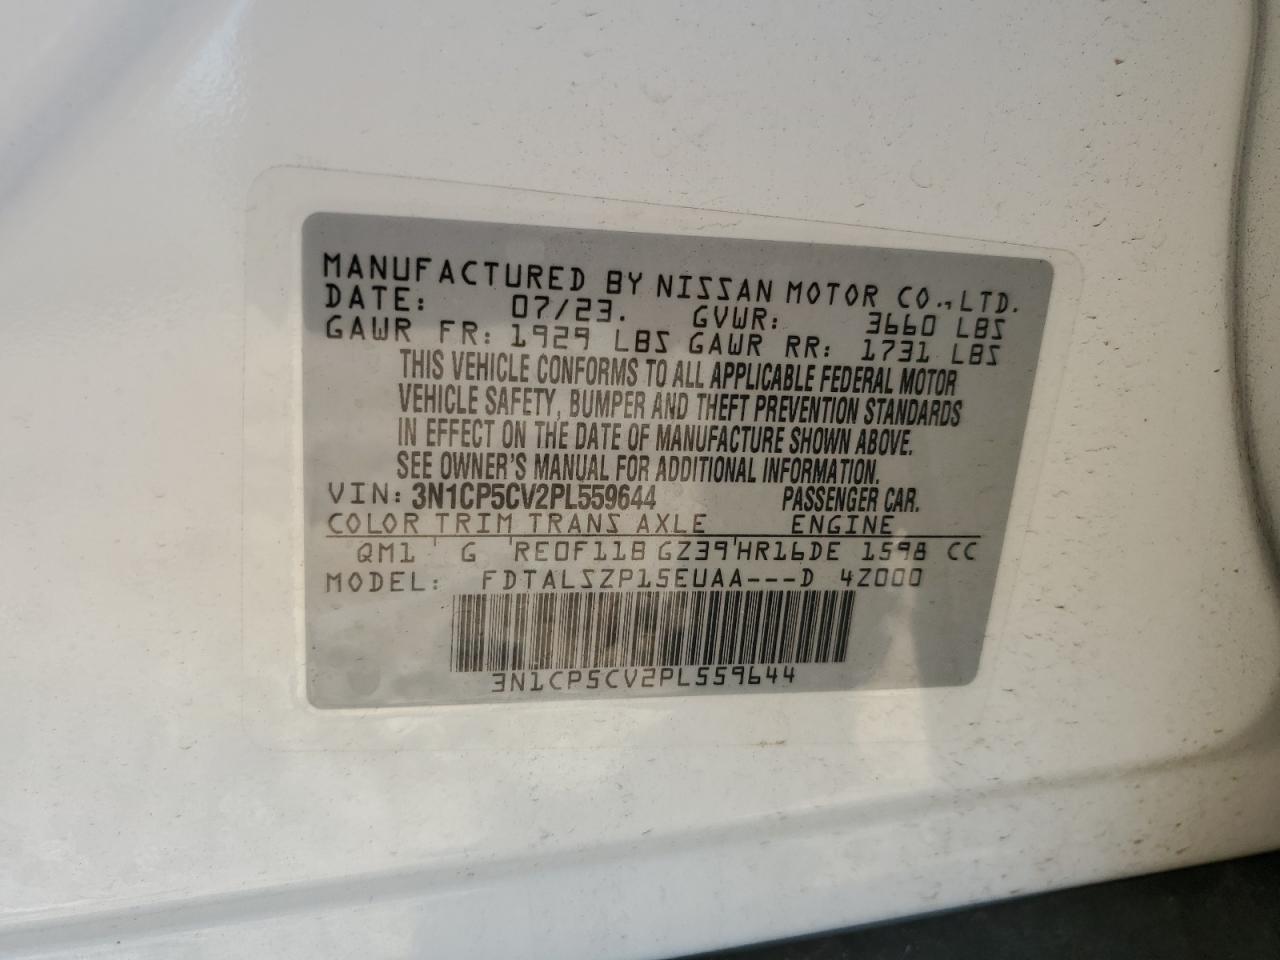 MANUFACTURED BY NISSAN MOTOR CO., LTD.
DATE: 07/23. GVWR: 3660 LBS
GAWR FR: 1929 LBS GAWR RR: 1731 LBS
THIS VEHICLE CONFORMS TO ALL APPLICABLE FEDERAL MOTOR
VEHICLE SAFETY, BUMPER AND THEFT PREVENTION STANDARDS
IN EFFECT ON THE DATE OF MANUFACTURE SHOWN ABOVE.
SEE OWNER'S MANUAL FOR ADDITIONAL INFORMATION.
VIN: 3N1CP5CV2PL559644 PASSENGER CAR.
COLOR TRIM TRANS AXLE ENGINE
QM1 ' G ' RE0F11B GZ39 ' HR16DE 1598 CC
MODEL: FDTALSZP15EUAA---D 4Z000
3N1CP5CV2PL559644